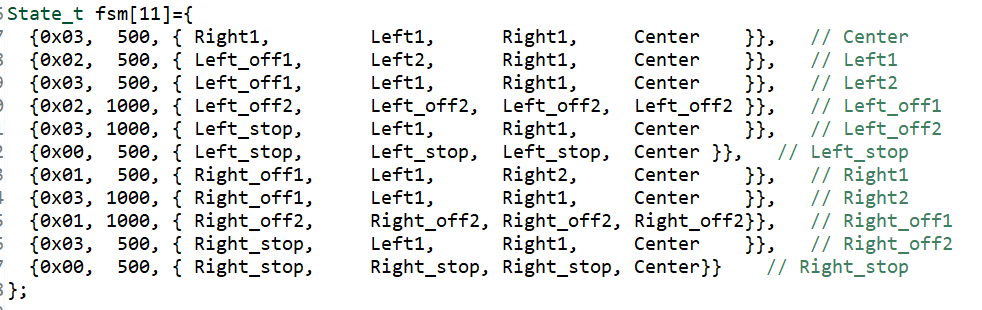 State_t fsm[11]={
{0x03, 500, { Right1, Left1, Right1, Center }}, // Center
{0x02, 500, { Left_off1, Left2, Right1, Center }}, // Left1
{0x03, 500, { Left_off1, Left1, Right1, Center }}, // Left2
{0x02, 1000, { Left_off2, Left_off2, Left_off2, Left_off2 }}, // Left_off1
{0x03, 1000, { Left_stop, Left1, Right1, Center }}, // Left_off2
{0x00, 500, { Left_stop, Left_stop, Left_stop, Center }}, // Left_stop
{0x01, 500, { Right_off1, Left1, Right2, Center }}, // Right1
{0x03, 1000, { Right_off1, Left1, Right1, Center }}, // Right2
{0x01, 1000, { Right_off2, Right_off2, Right_off2, Right_off2}}, // Right_off1
{0x03, 500, { Right_stop, Left1, Right1, Center }}, // Right_off2
{0x00, 500, { Right_stop, Right_stop, Right_stop, Center}} // Right_stop
};